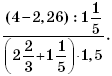 (4−2,26) : 1 1/5
(2 2/3 + 1 1/5) · 1,5 .